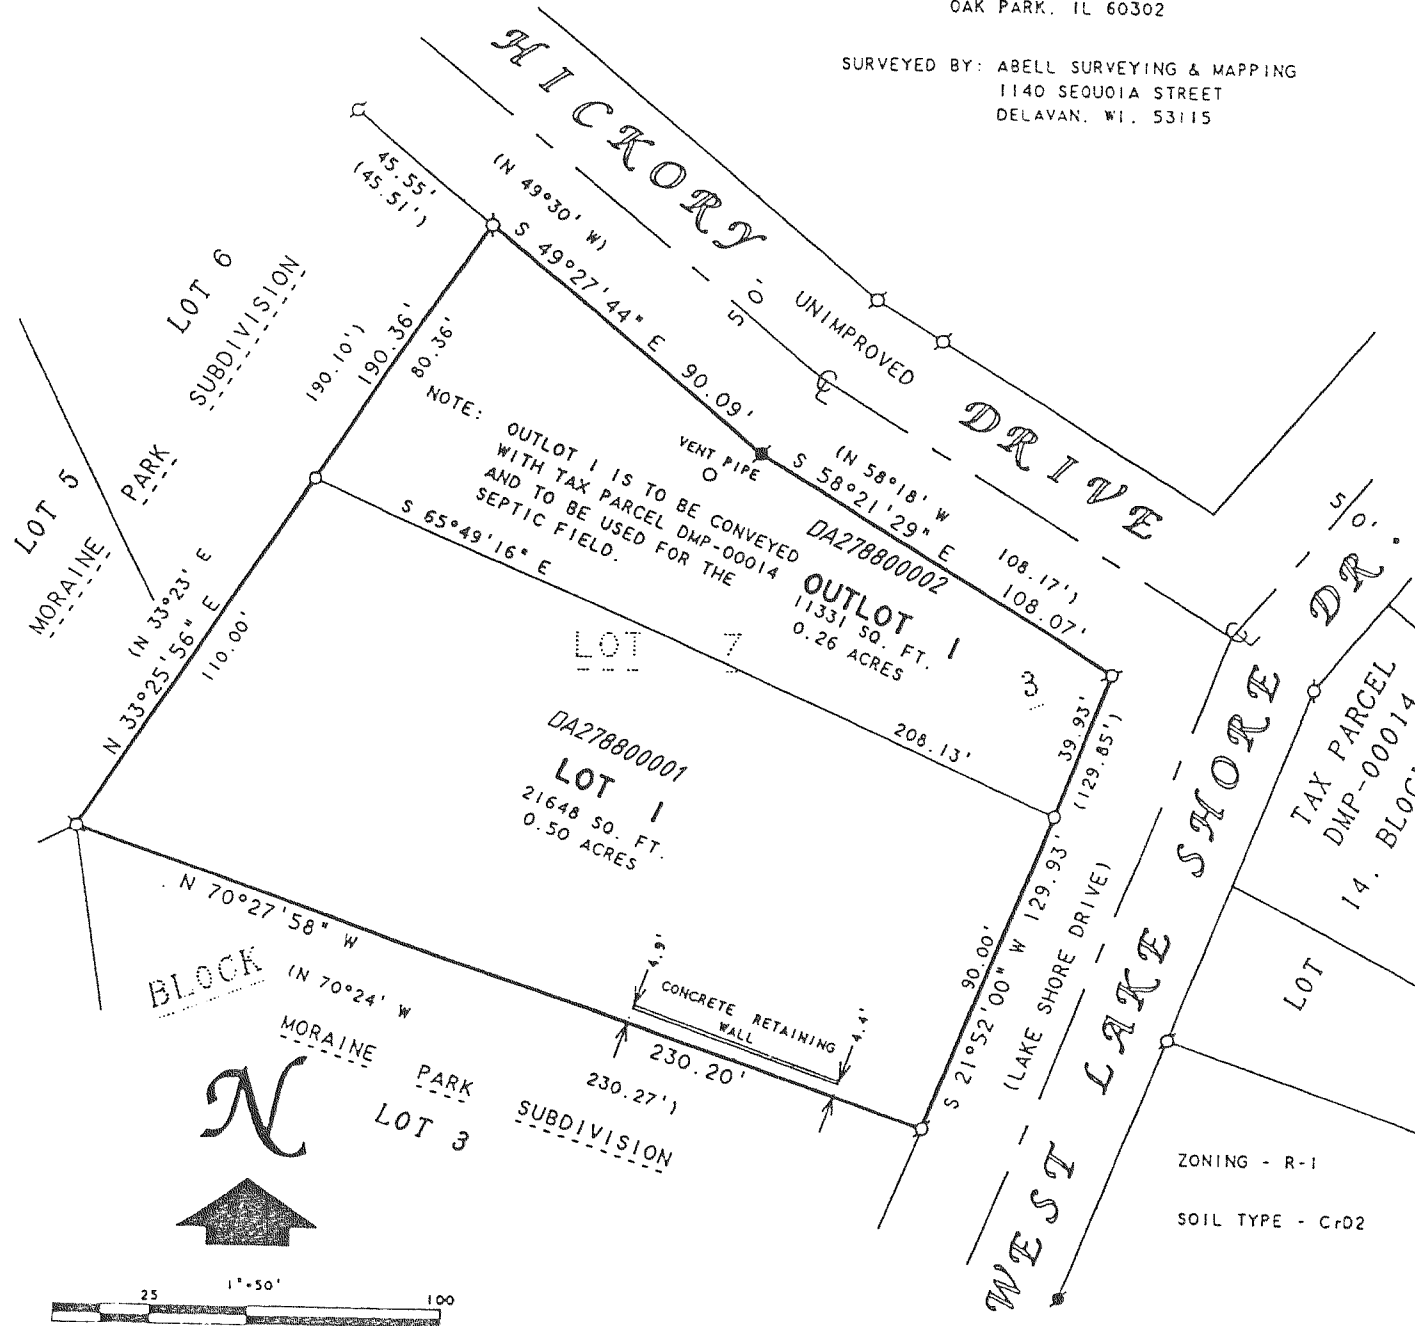 OAK PARK, IL 60302
SURVEYED BY: ABELL SURVEYING & MAPPING
1140 SEQUOIA STREET
DELAVAN, WI. 53115
HICKORY
DRIVE
UNIMPROVED
50'
45.55'
(45.51')
(N 49°30' W)
S 49°27'44" E
90.09'
LOT 6
SUBDIVISION
PARK
MORAINE
LOT 5
190.10')
190.36'
80.36'
NOTE: OUTLOT 1 IS TO BE CONVEYED
WITH TAX PARCEL DMP-00014
AND TO BE USED FOR THE
SEPTIC FIELD.
VENT PIPE
(N 58°18' W
S 58°21'29" E
108.17')
108.07'
DA278800002
OUTLOT 1
11331 SQ. FT.
0.26 ACRES
S 65°49'16" E
208.13'
LOT 7
3
(N 33°23' E
N 33°25'56" E
110.00'
DA278800001
LOT 1
21648 SQ. FT.
0.50 ACRES
39.93'
(129.85')
129.93'
90.00'
S 21°52'00" W
(LAKE SHORE DRIVE)
WEST LAKE SHORE DR.
50'
TAX PARCEL
DMP-00014
14, BLOC
LOT
N 70°27'58" W
(N 70°24' W
230.20'
230.27')
4.9'
CONCRETE RETAINING
WALL
4.4'
BLOCK
MORAINE PARK SUBDIVISION
LOT 3
N
1"=50'
25
100
ZONING - R-1
SOIL TYPE - CrD2